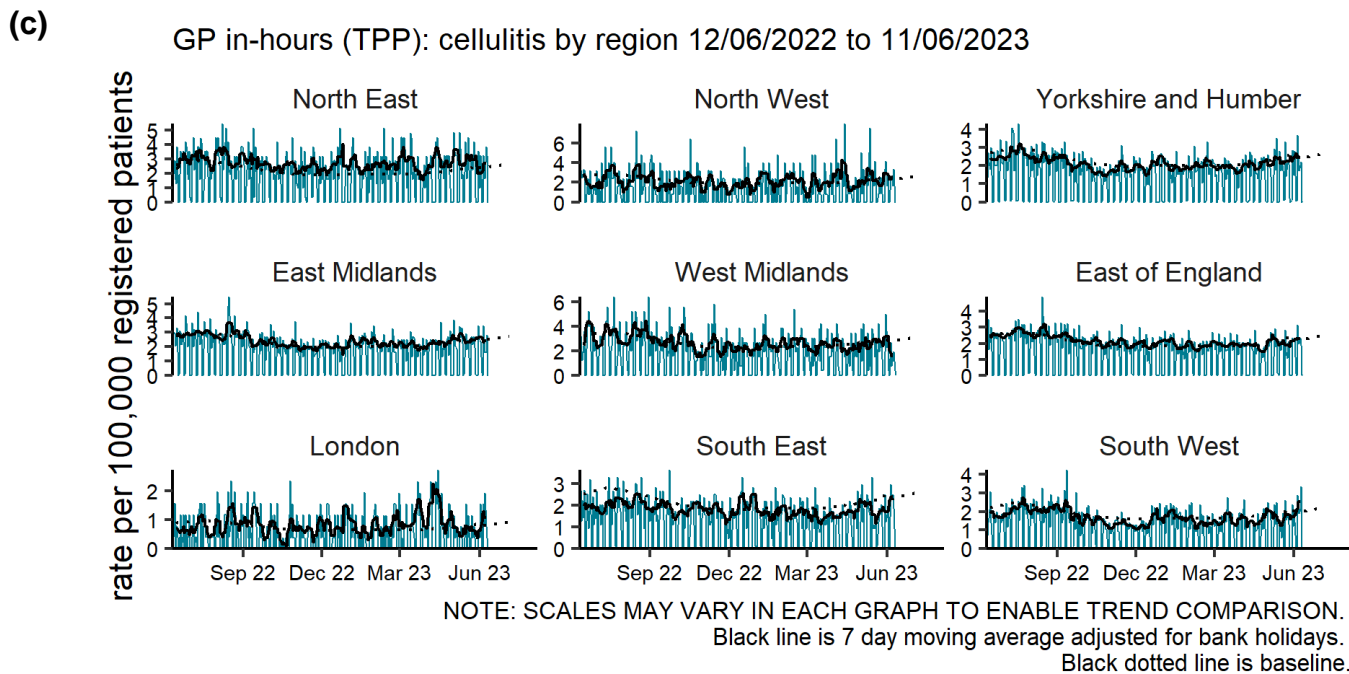 (c)
GP in-hours (TPP): cellulitis by region 12/06/2022 to 11/06/2023
rate per 100,000 registered patients
North East
5
4
3
2
1
0
North West
6
4
2
0
Yorkshire and Humber
4
3
2
1
0
East Midlands
5
4
3
2
1
0
West Midlands
6
4
2
0
East of England
4
3
2
1
0
London
2
1
0
Sep 22 Dec 22 Mar 23 Jun 23
South East
3
2
1
0
Sep 22 Dec 22 Mar 23 Jun 23
South West
4
3
2
1
0
Sep 22 Dec 22 Mar 23 Jun 23
NOTE: SCALES MAY VARY IN EACH GRAPH TO ENABLE TREND COMPARISON.
Black line is 7 day moving average adjusted for bank holidays.
Black dotted line is baseline.